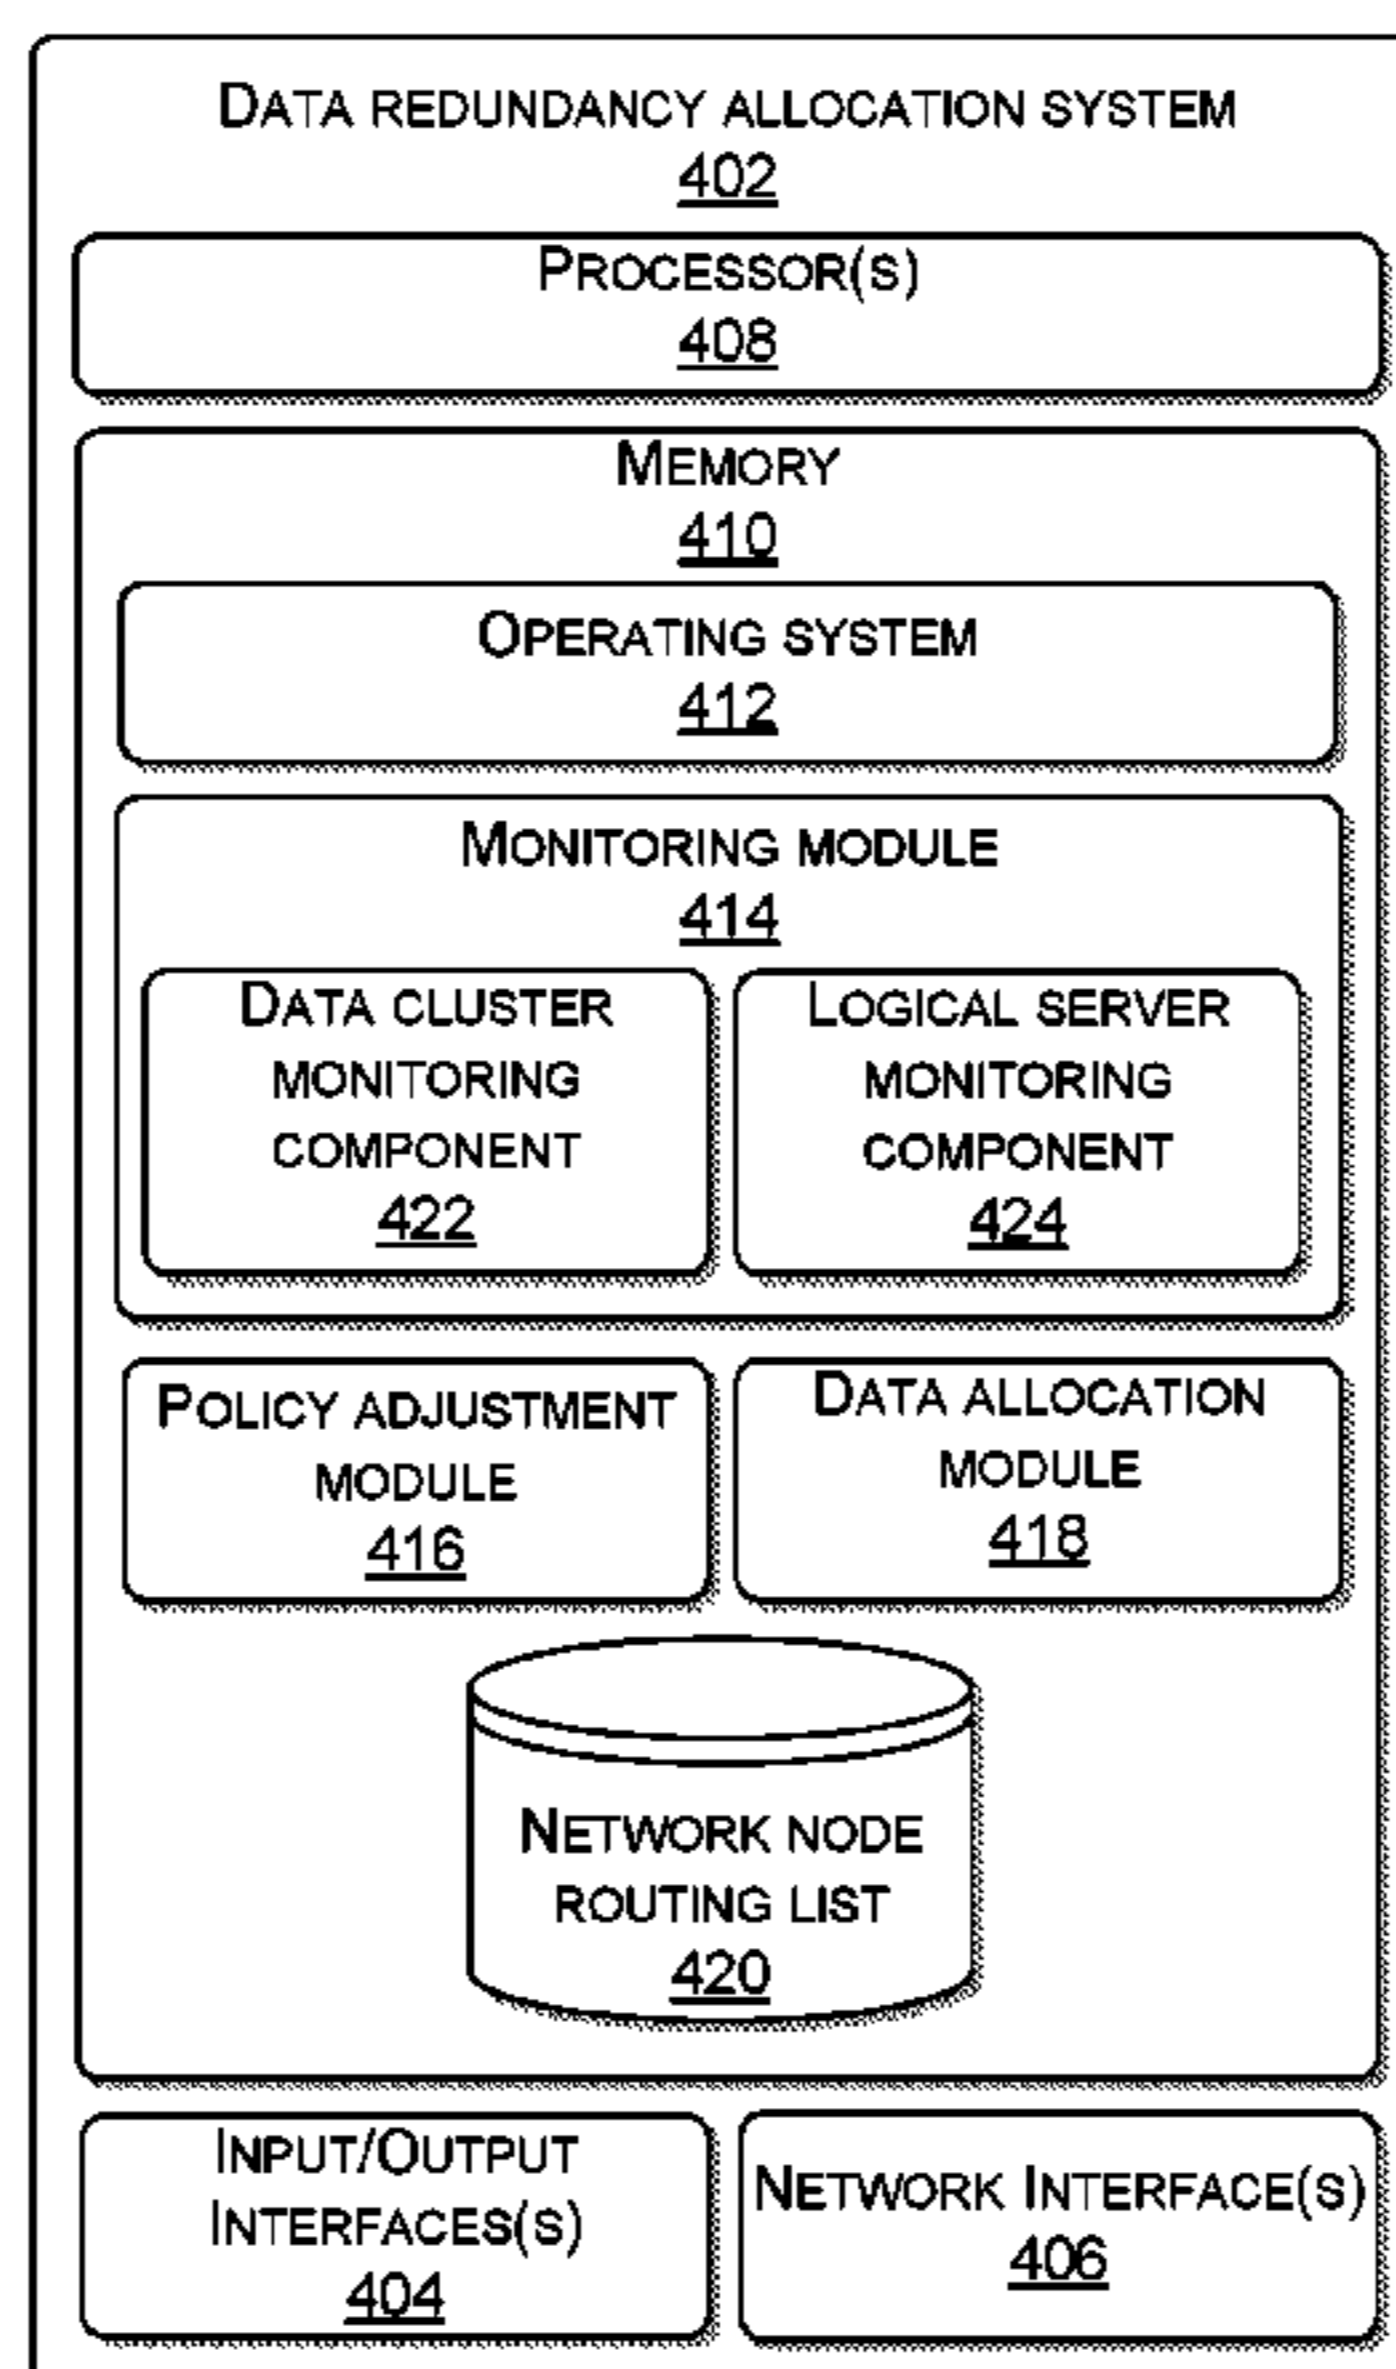 DATA REDUNDANCY ALLOCATION SYSTEM
402
PROCESSOR(S)
408
MEMORY
410
OPERATING SYSTEM
412
MONITORING MODULE
414
DATA CLUSTER
MONITORING
COMPONENT
422
LOGICAL SERVER
MONITORING
COMPONENT
424
POLICY ADJUSTMENT
MODULE
416
DATA ALLOCATION
MODULE
418
NETWORK NODE
ROUTING LIST
420
INPUT/OUTPUT
INTERFACES(S)
404
NETWORK INTERFACE(S)
406